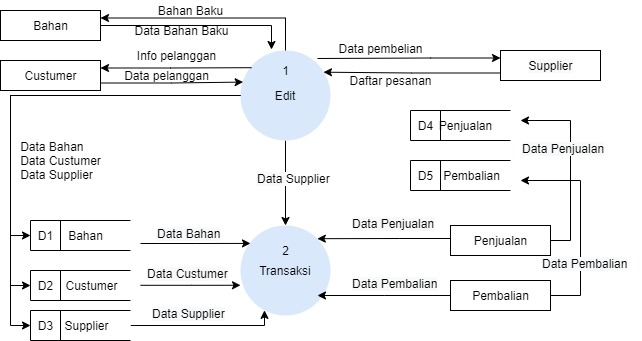 Bahan Baku
Bahan
Data Bahan Baku
Info pelanggan
Custumer
Data pelanggan
1
Edit
Data pembelian
Supplier
Daftar pesanan
D4 Penjualan
Data Penjualan
D5 Pembalian
Data Bahan
Data Custumer
Data Supplier
Data Supplier
D1 Bahan
Data Bahan
2
Transaksi
Data Penjualan
Penjualan
Data Pembalian
D2 Custumer
Data Custumer
Data Pembalian
Pembalian
D3 Supplier
Data Supplier